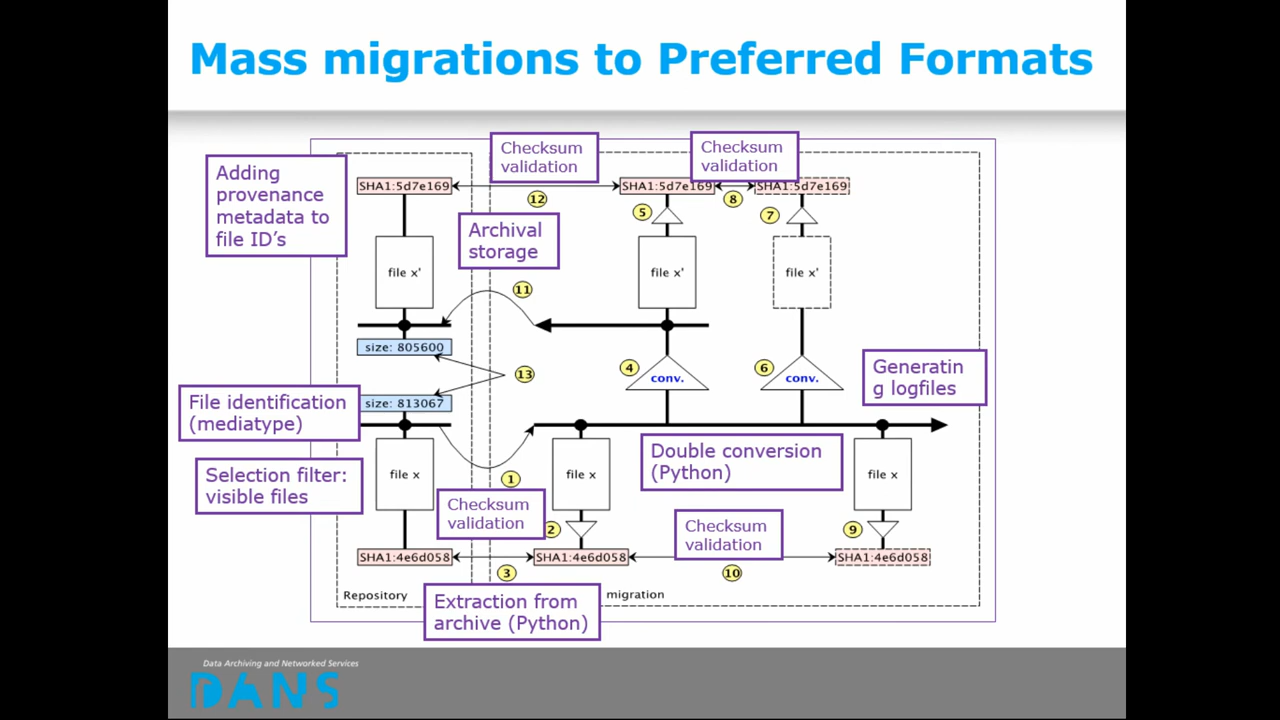 Mass migrations to Preferred Formats
Checksum
validation
Checksum
validation
Adding
provenance
metadata to
file ID's
SHA1:5d7e169
SHA1:5d7e169
SHA1:5d7e169
12
8
5
7
Archival
storage
file x'
file x'
file x'
11
size: 805600
13
4
conv.
6
conv.
Generatin
g logfiles
File identification
(mediatype)
size: 813067
Selection filter:
visible files
file x
file x
file x
Double conversion
(Python)
1
Checksum
validation
2
Checksum
validation
9
SHA1:4e6d058
SHA1:4e6d058
SHA1:4e6d058
3
10
Repository
migration
Extraction from
archive (Python)
Data Archiving and Networked Services
DANS